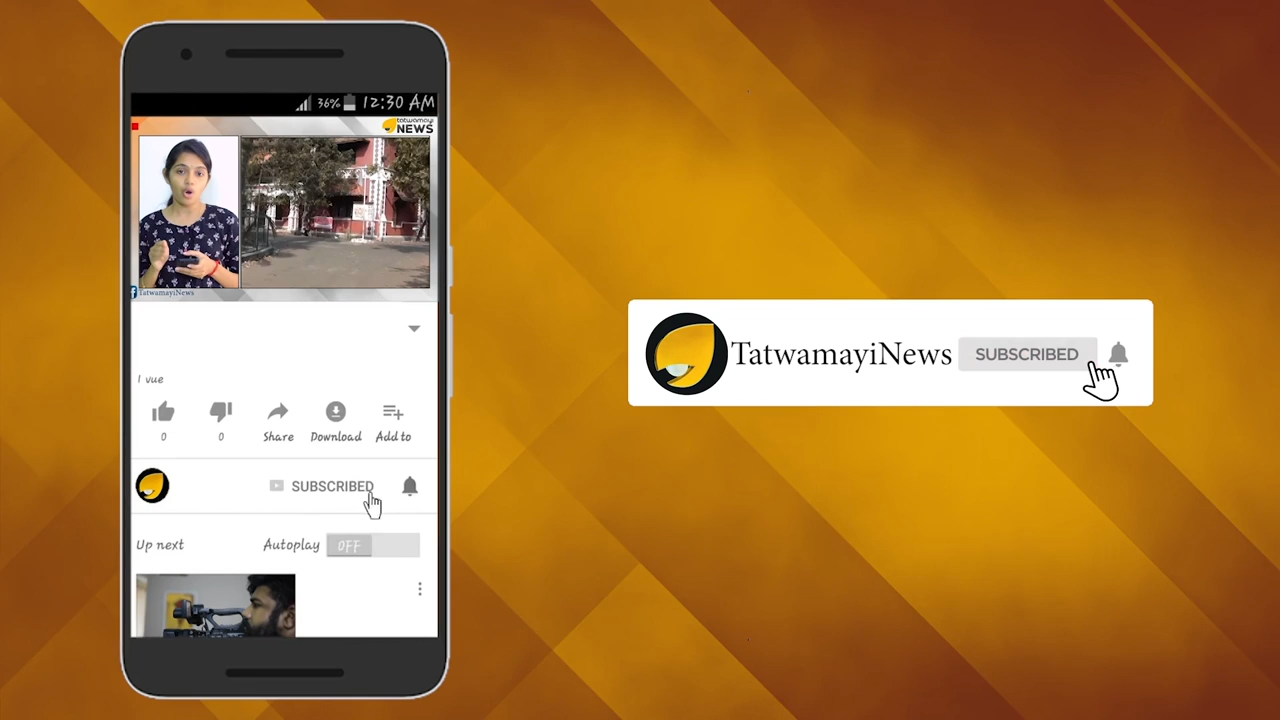 36% 12:30 AM
tatwamayi
NEWS
TatwamayiNews
1 vue
0 0 Share Download Add to
SUBSCRIBED
Up next Autoplay OFF
TatwamayiNews SUBSCRIBED